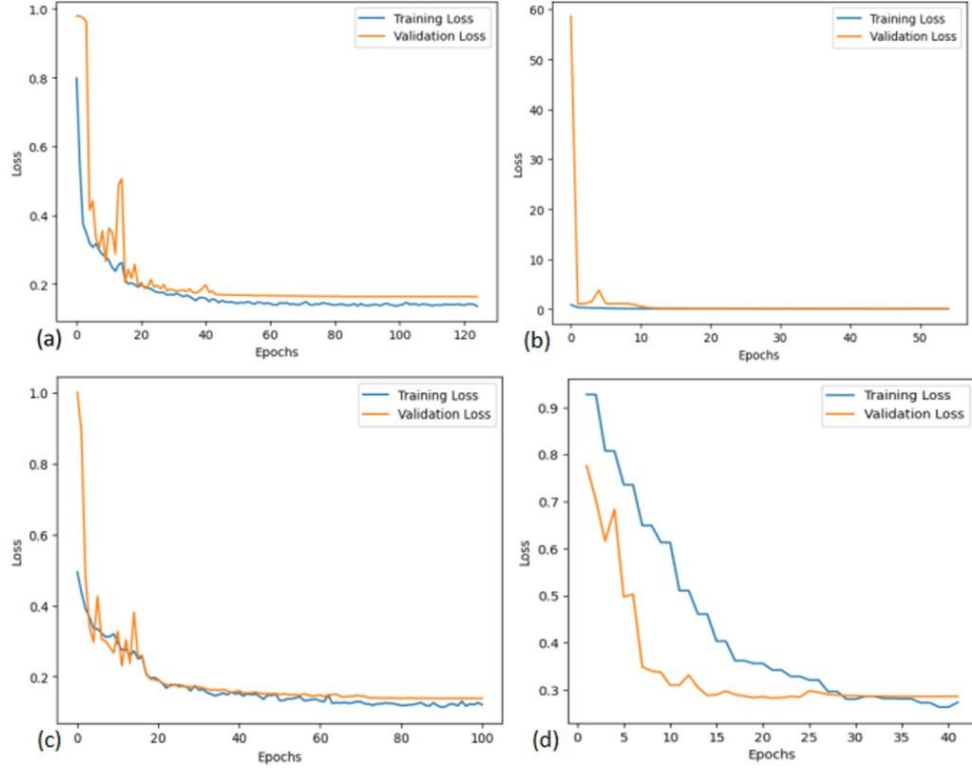 Training Loss
Validation Loss
1.0
0.8
0.6
0.4
0.2
Loss
0 20 40 60 80 100 120
Epochs
(a)
Training Loss
Validation Loss
60
50
40
30
20
10
0
Loss
0 10 20 30 40 50
Epochs
(b)
Training Loss
Validation Loss
1.0
0.8
0.6
0.4
0.2
Loss
0 20 40 60 80 100
Epochs
(c)
Training Loss
Validation Loss
0.9
0.8
0.7
0.6
0.5
0.4
0.3
Loss
0 5 10 15 20 25 30 35 40
Epochs
(d)